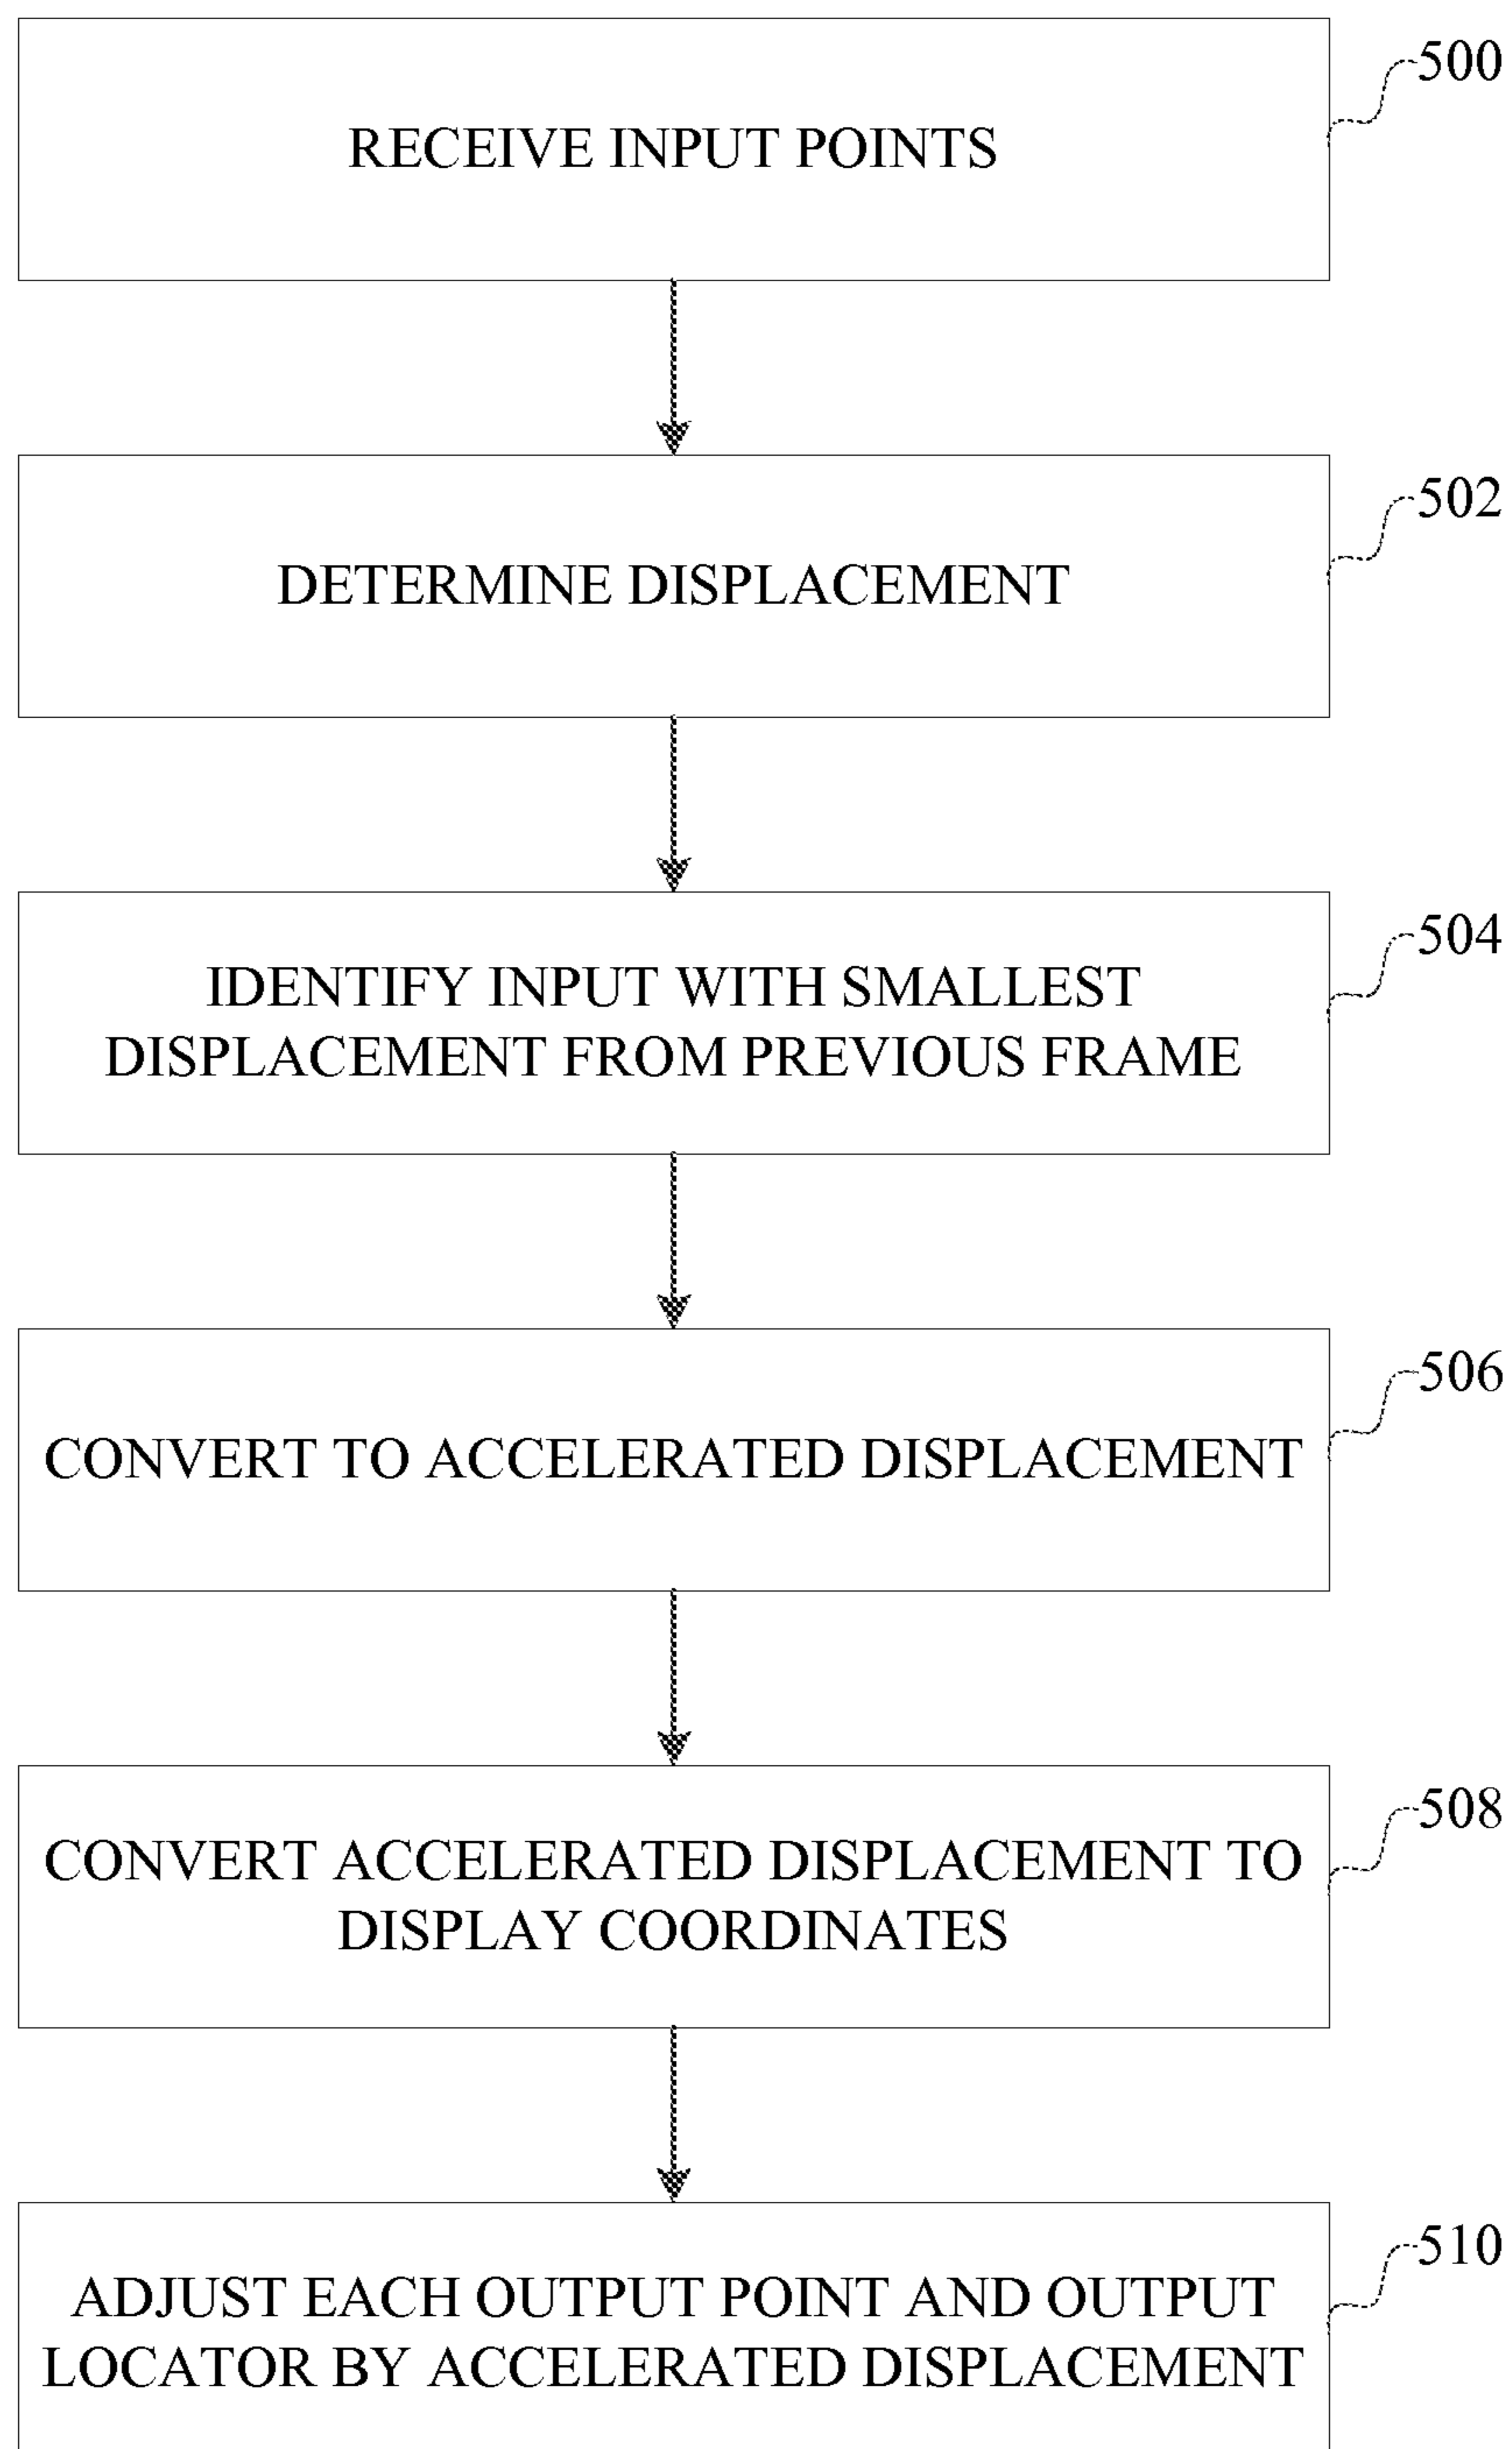 RECEIVE INPUT POINTS
500
DETERMINE DISPLACEMENT
502
IDENTIFY INPUT WITH SMALLEST
DISPLACEMENT FROM PREVIOUS FRAME
504
CONVERT TO ACCELERATED DISPLACEMENT
506
CONVERT ACCELERATED DISPLACEMENT TO
DISPLAY COORDINATES
508
ADJUST EACH OUTPUT POINT AND OUTPUT
LOCATOR BY ACCELERATED DISPLACEMENT
510